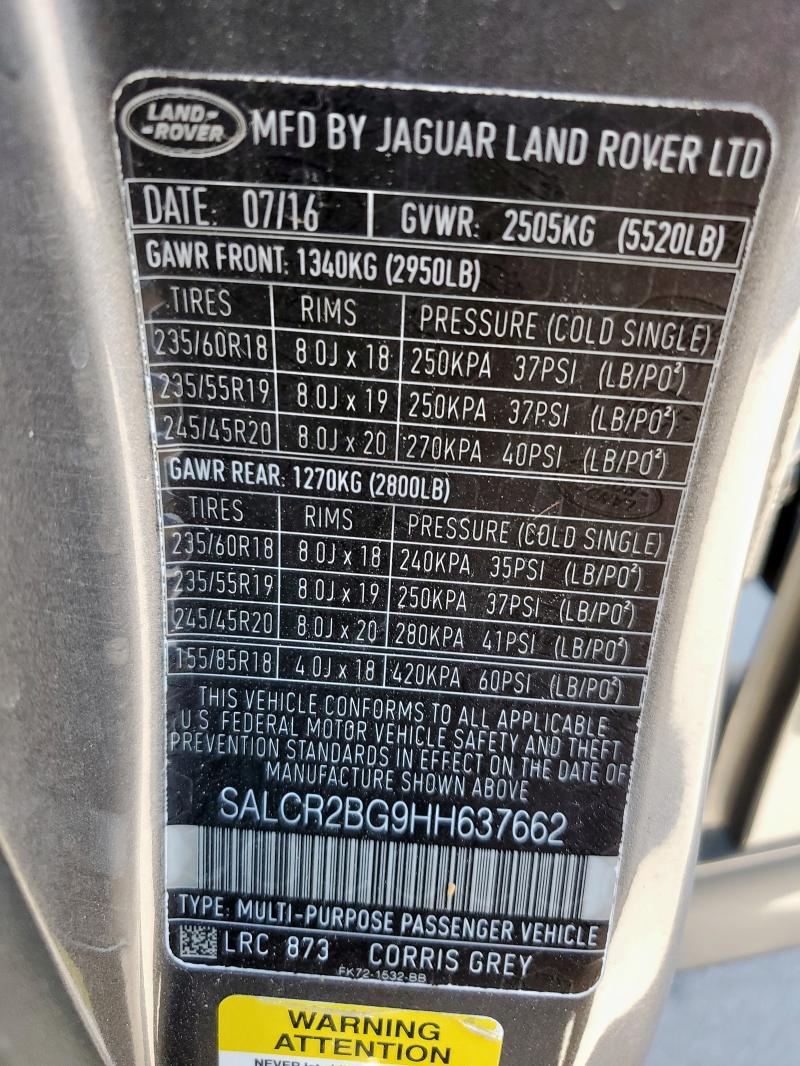 LAND-
-ROVER
MFD BY JAGUAR LAND ROVER LTD
DATE: 07/16 GVWR: 2505KG (5520LB)
GAWR FRONT: 1340KG (2950LB)
TIRES RIMS PRESSURE (COLD SINGLE)
235/60R18 8.0J x 18 250KPA 37PSI (LB/PO²)
235/55R19 8.0J x 19 250KPA 37PSI (LB/PO²)
245/45R20 8.0J x 20 270KPA 40PSI (LB/PO²)
GAWR REAR: 1270KG (2800LB)
TIRES RIMS PRESSURE (COLD SINGLE)
235/60R18 8.0J x 18 240KPA 35PSI (LB/PO²)
235/55R19 8.0J x 19 250KPA 37PSI (LB/PO²)
245/45R20 8.0J x 20 280KPA 41PSI (LB/PO²)
155/85R18 4.0J x 18 420KPA 60PSI (LB/PO²)
THIS VEHICLE CONFORMS TO ALL APPLICABLE
U.S. FEDERAL MOTOR VEHICLE SAFETY AND THEFT
PREVENTION STANDARDS IN EFFECT ON THE DATE OF
MANUFACTURE SHOWN ABOVE
SALCR2BG9HH637662
TYPE: MULTI-PURPOSE PASSENGER VEHICLE
LRC: 873 CORRIS GREY
FK72-1532-BB
WARNING
ATTENTION
NEVER